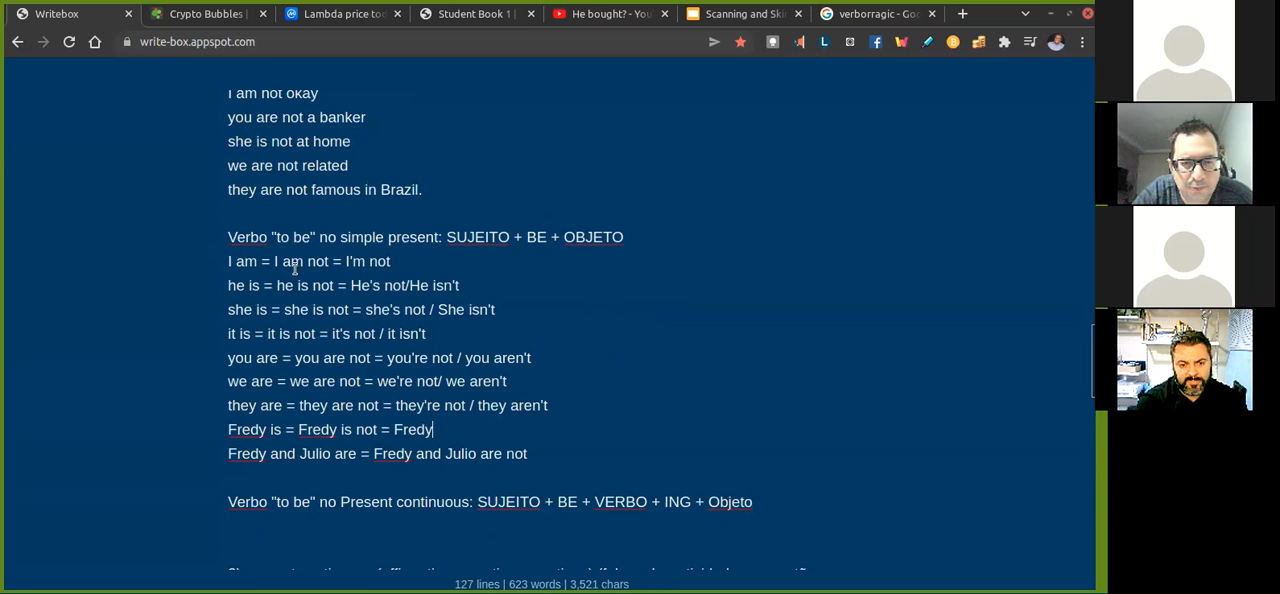 Writebox
Crypto Bubbles |
Lambda price tod
Student Book 1 |
He bought? - You
Scanning and Ski
verborragic - Goo
write-box.appspot.com
I am not okay
you are not a banker
she is not at home
we are not related
they are not famous in Brazil.
Verbo "to be" no simple present: SUJEITO + BE + OBJETO
I am = I am not = I'm not
he is = he is not = He's not/He isn't
she is = she is not = she's not / She isn't
it is = it is not = it's not / it isn't
you are = you are not = you're not / you aren't
we are = we are not = we're not/ we aren't
they are = they are not = they're not / they aren't
Fredy is = Fredy is not = Fredy
Fredy and Julio are = Fredy and Julio are not
Verbo "to be" no Present continuous: SUJEITO + BE + VERBO + ING + Objeto
127 lines | 623 words | 3,521 chars